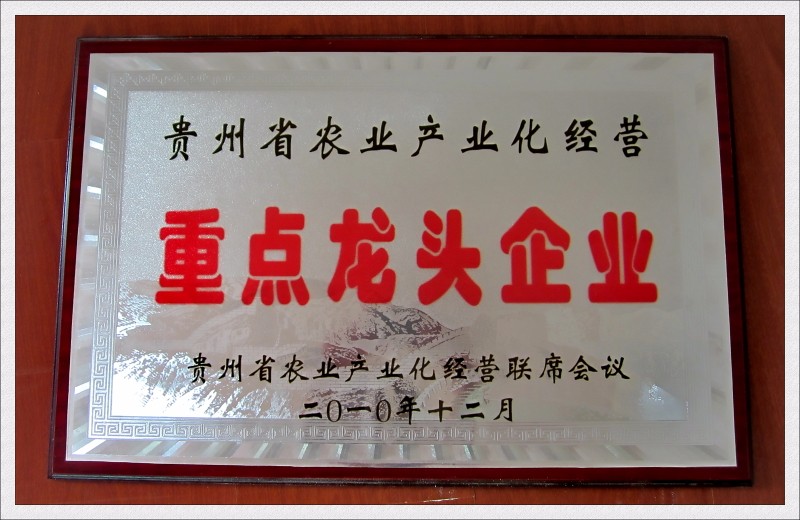 贵州省农业产业化经营
重点龙头企业
贵州省农业产业化经营联席会议
二0一0年十二月